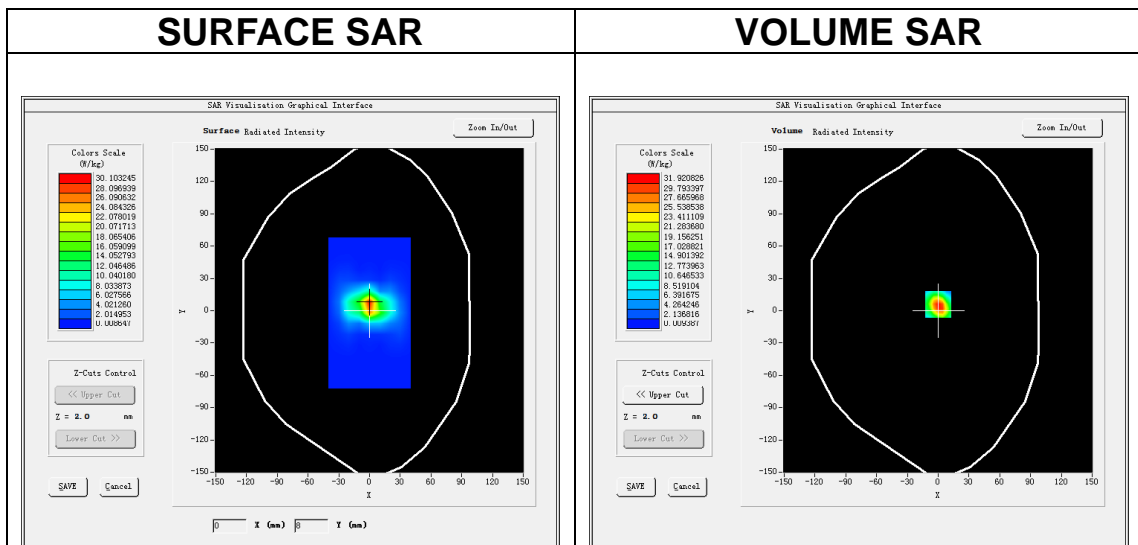 SURFACE SAR
VOLUME SAR
SAR Visualisation Graphical Interface
Surface Radiated Intensity
Zoom In/Out
Colors Scale
(W/kg)
30.103245
28.096939
26.090632
24.084326
22.078019
20.071713
18.065406
16.059099
14.052793
12.046486
10.040180
8.033873
6.027566
4.021260
2.014953
0.008647
Z-Cuts Control
<< Upper Cut
Z = 2.0 mm
Lower Cut >>
SAVE
Cancel
150
120
90
60
30
0
-30
-60
-90
-120
-150
Y
-150 -120 -90 -60 -30 0 30 60 90 120 150
X
0 X (mm) 8 Y (mm)
SAR Visualisation Graphical Interface
Volume Radiated Intensity
Zoom In/Out
Colors Scale
(W/kg)
31.920826
29.793397
27.665968
25.538538
23.411109
21.283680
19.156251
17.028821
14.901392
12.773963
10.646533
8.519104
6.391675
4.264246
2.136816
0.009387
Z-Cuts Control
<< Upper Cut
Z = 2.0 mm
Lower Cut >>
SAVE
Cancel
150
120
90
60
30
0
-30
-60
-90
-120
-150
Y
-150 -120 -90 -60 -30 0 30 60 90 120 150
X